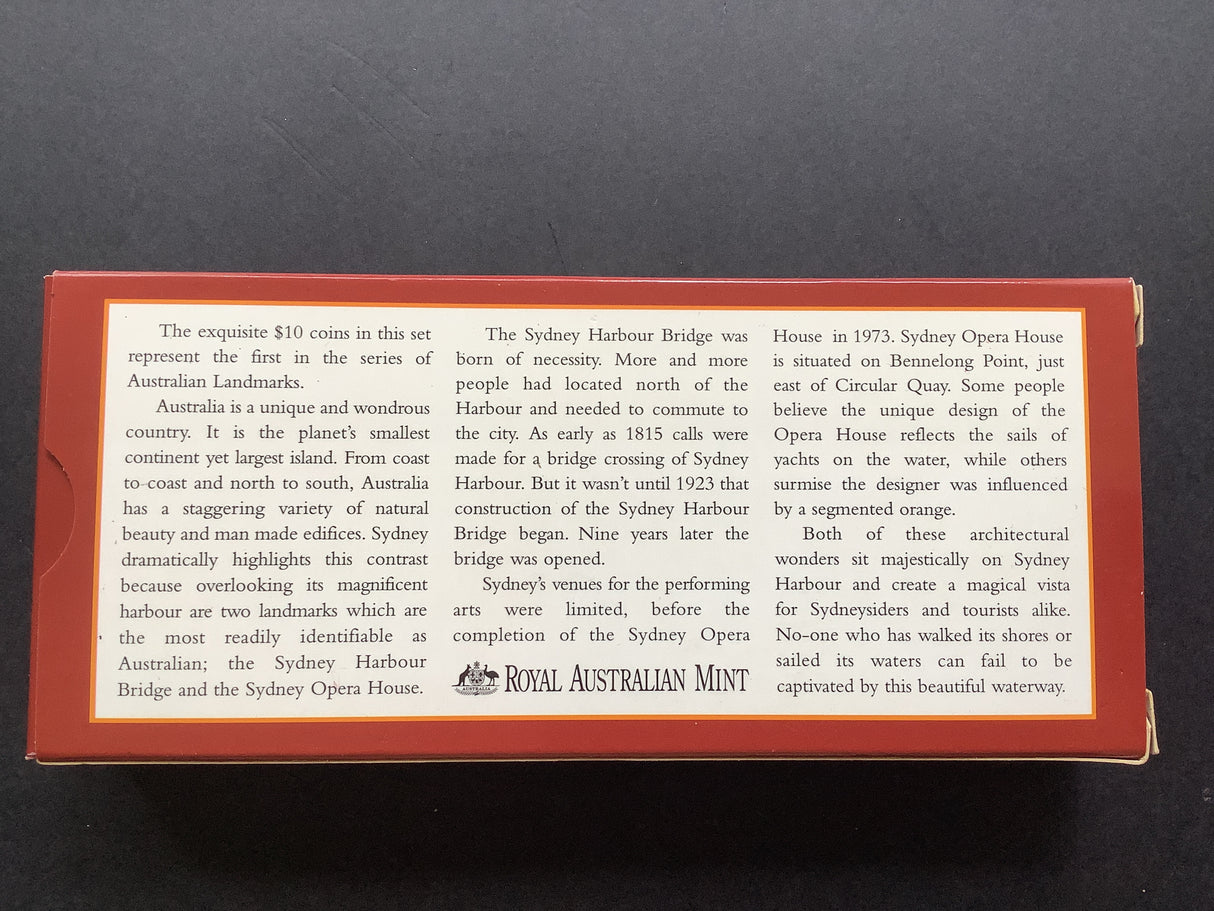 The exquisite $10 coins in this set
represent the first in the series of
Australian Landmarks.
Australia is a unique and wondrous
country. It is the planet's smallest
continent yet largest island. From coast
to coast and north to south, Australia
has a staggering variety of natural
beauty and man made edifices. Sydney
dramatically highlights this contrast
because overlooking its magnificent
harbour are two landmarks which are
the most readily identifiable as
Australian; the Sydney Harbour
Bridge and the Sydney Opera House.
The Sydney Harbour Bridge was
born of necessity. More and more
people had located north of the
Harbour and needed to commute to
the city. As early as 1815 calls were
made for a bridge crossing of Sydney
Harbour. But it wasn't until 1923 that
construction of the Sydney Harbour
Bridge began. Nine years later the
bridge was opened.
Sydney's venues for the performing
arts were limited, before the
completion of the Sydney Opera
House in 1973. Sydney Opera House
is situated on Bennelong Point, just
east of Circular Quay. Some people
believe the unique design of the
Opera House reflects the sails of
yachts on the water, while others
surmise the designer was influenced
by a segmented orange.
Both of these architectural
wonders sit majestically on Sydney
Harbour and create a magical vista
for Sydneysiders and tourists alike.
No-one who has walked its shores or
sailed its waters can fail to be
captivated by this beautiful waterway.
AUSTRALIA
ROYAL AUSTRALIAN MINT